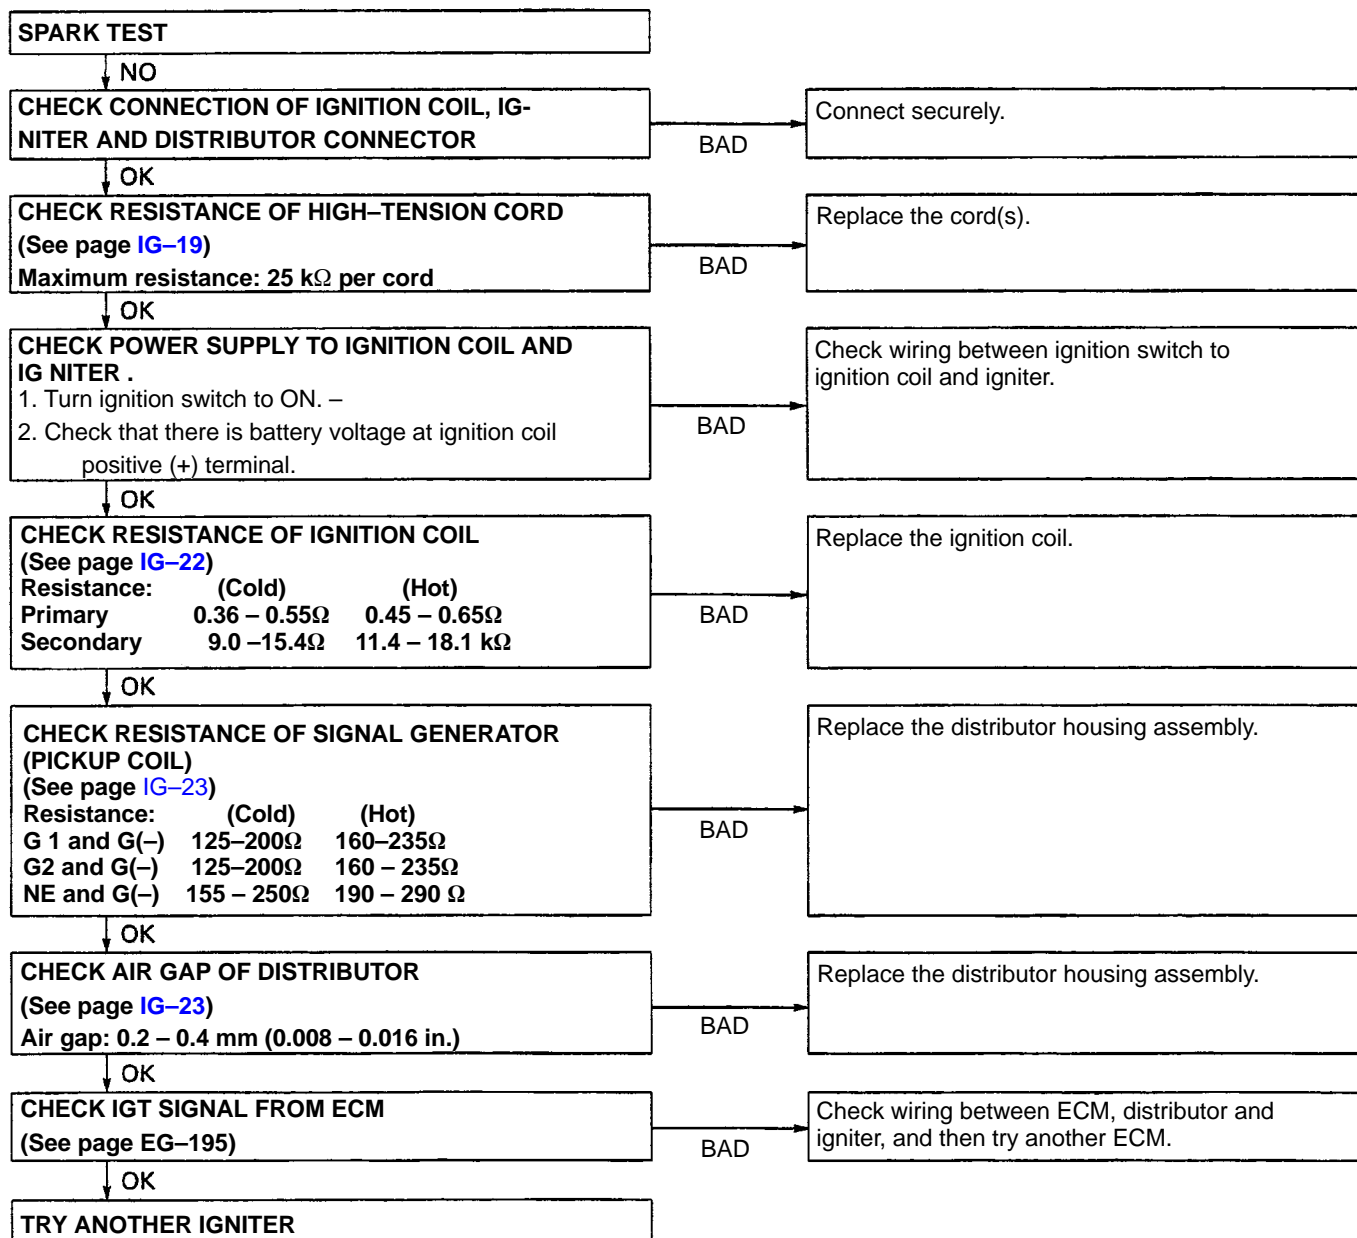 SPARK TEST
NO
CHECK CONNECTION OF IGNITION COIL, IG-
NITER AND DISTRIBUTOR CONNECTOR
BAD
Connect securely.
OK
CHECK RESISTANCE OF HIGH–TENSION CORD
(See page IG–19)
Maximum resistance: 25 kΩ per cord
BAD
Replace the cord(s).
OK
CHECK POWER SUPPLY TO IGNITION COIL AND
IG NITER .
1. Turn ignition switch to ON. –
2. Check that there is battery voltage at ignition coil
positive (+) terminal.
BAD
Check wiring between ignition switch to
ignition coil and igniter.
OK
CHECK RESISTANCE OF IGNITION COIL
(See page IG–22)
Resistance: (Cold) (Hot)
Primary 0.36 – 0.55Ω 0.45 – 0.65Ω
Secondary 9.0 –15.4Ω 11.4 – 18.1 kΩ
BAD
Replace the ignition coil.
OK
CHECK RESISTANCE OF SIGNAL GENERATOR
(PICKUP COIL)
(See page IG–23)
Resistance: (Cold) (Hot)
G 1 and G(–) 125–200Ω 160–235Ω
G2 and G(–) 125–200Ω 160 – 235Ω
NE and G(–) 155 – 250Ω 190 – 290 Ω
BAD
Replace the distributor housing assembly.
OK
CHECK AIR GAP OF DISTRIBUTOR
(See page IG–23)
Air gap: 0.2 – 0.4 mm (0.008 – 0.016 in.)
BAD
Replace the distributor housing assembly.
OK
CHECK IGT SIGNAL FROM ECM
(See page EG–195)
BAD
Check wiring between ECM, distributor and
igniter, and then try another ECM.
OK
TRY ANOTHER IGNITER